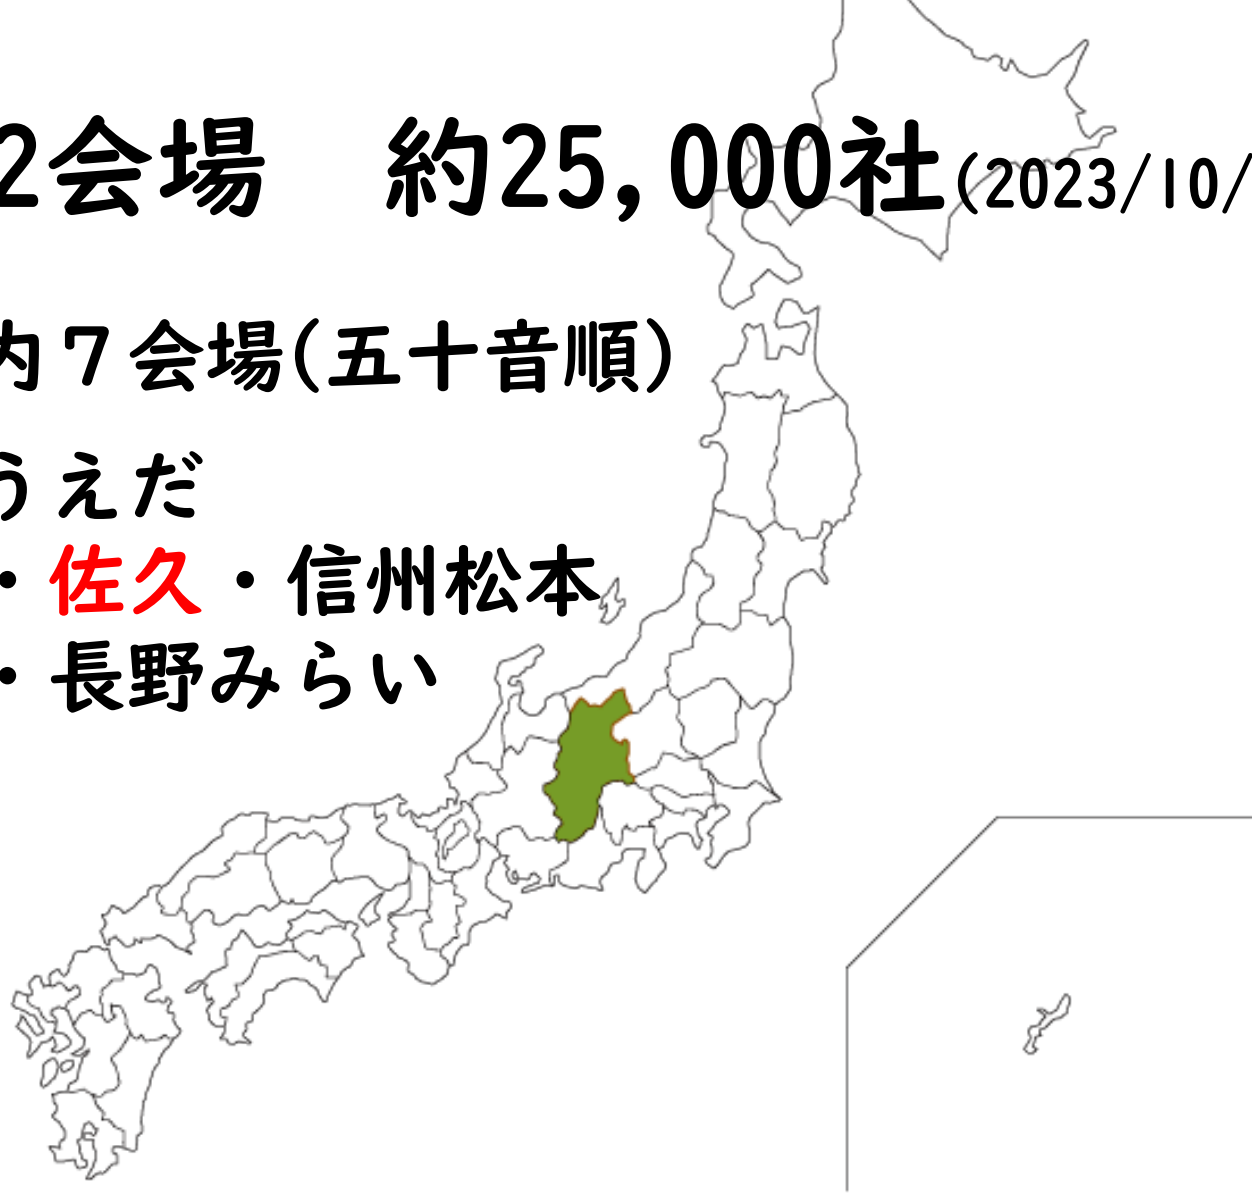 2会場　約25,000社(2023/10/
内７会場(五十音順)
うえだ
・佐久・信州松本
・長野みらい